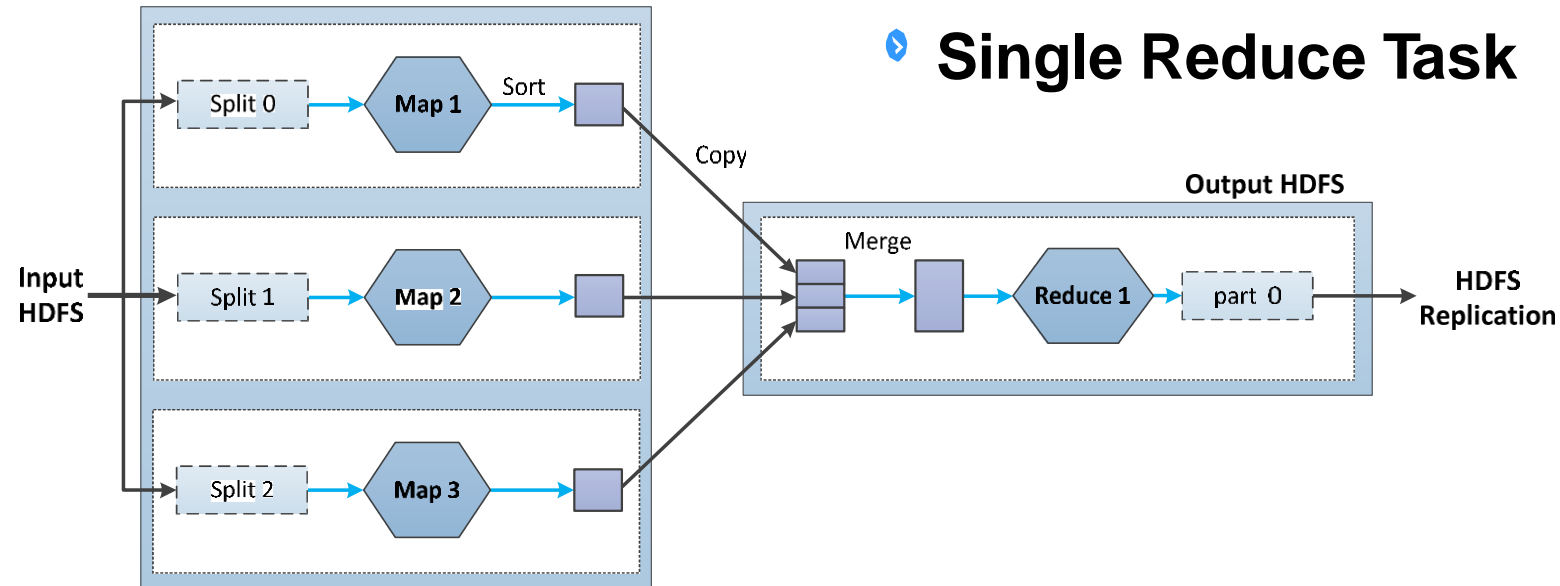 Single Reduce Task
Split 0
Map 1
Sort
Copy
Output HDFS
Input
HDFS
Split 1
Map 2
Merge
Reduce 1
part 0
HDFS
Replication
Split 2
Map 3